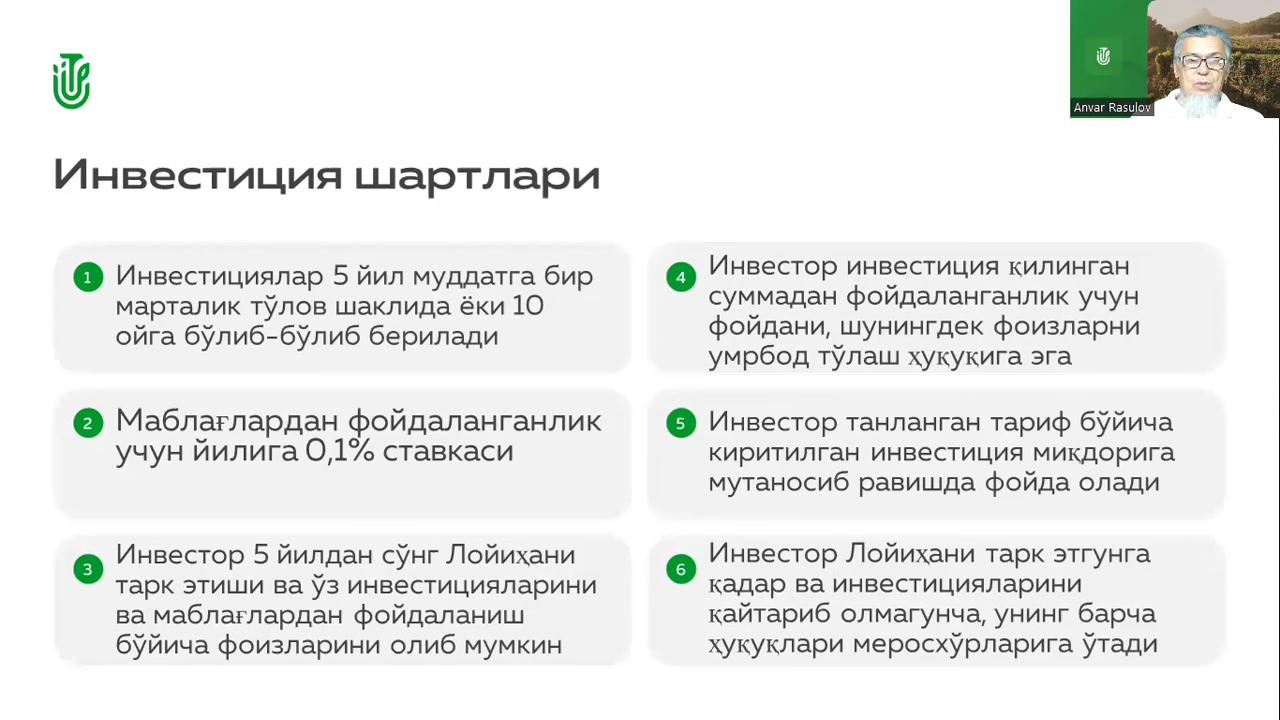 Anvar Rasulov
Инвестиция шартлари
1
Инвестициялар 5 йил муддатга бир
марталик тўлов шаклида ёки 10
ойга бўлиб-бўлиб берилади
2
Маблағлардан фойдаланганлик
учун йилига 0,1% ставкаси
3
Инвестор 5 йилдан сўнг Лойиҳани
тарк этиши ва ўз инвестицияларини
ва маблағлардан фойдаланиш
бўйича фоизларини олиб мумкин
4
Инвестор инвестиция қилинган
суммадан фойдаланганлик учун
фойдани, шунингдек фоизларни
умрбод тўлаш ҳуқуқига эга
5
Инвестор танланган тариф бўйича
киритилган инвестиция миқдорига
мутаносиб равишда фойда олади
6
Инвестор Лойиҳани тарк этгунга
қадар ва инвестицияларини
қайтариб олмагунча, унинг барча
ҳуқуқлари меросхўрларига ўтади